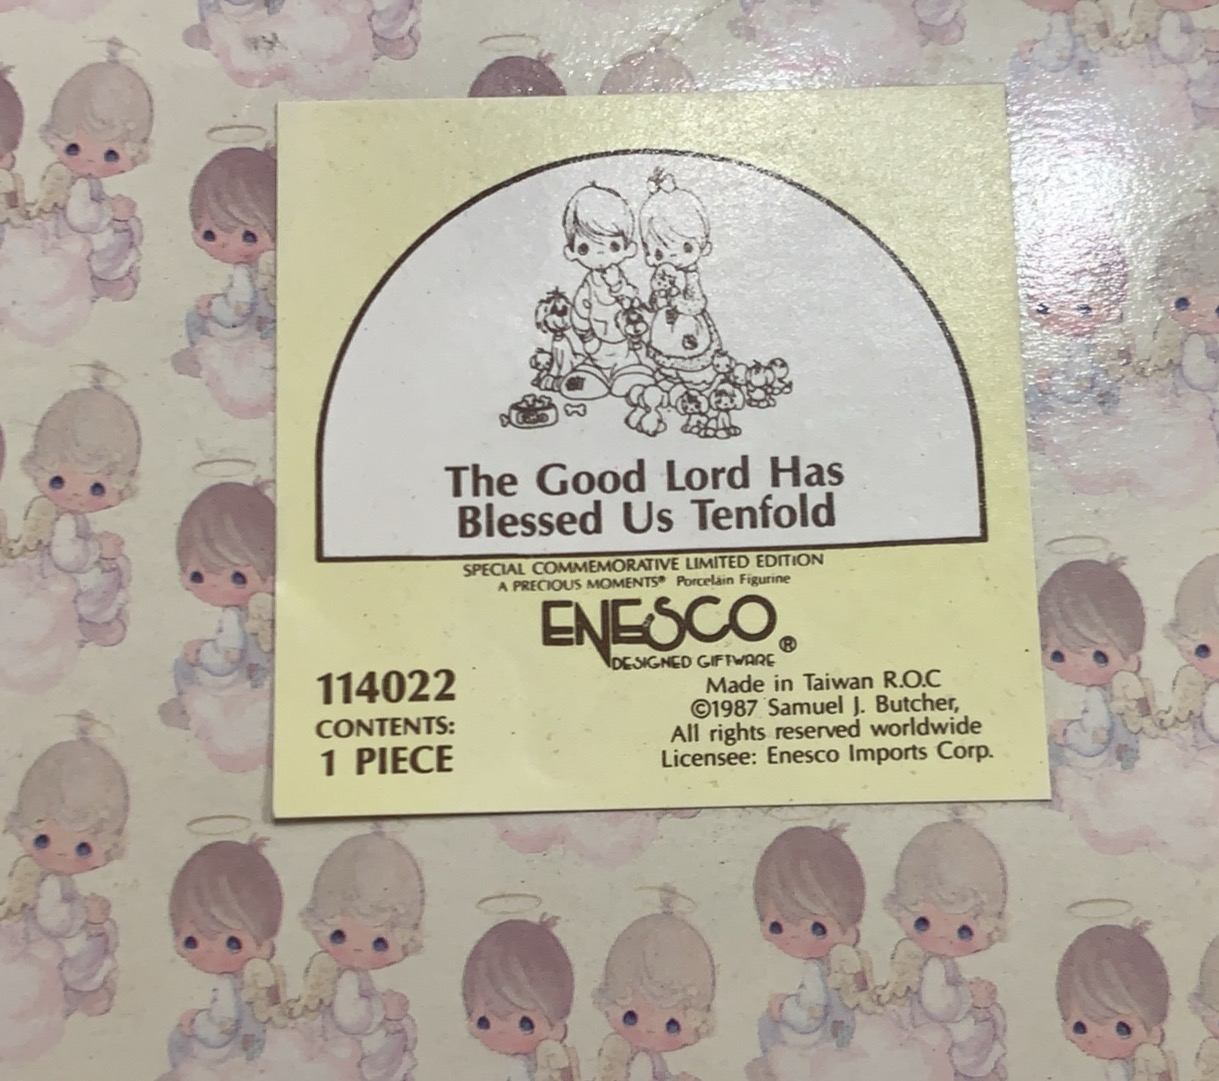 The Good Lord Has
Blessed Us Tenfold
SPECIAL COMMEMORATIVE LIMITED EDITION
A PRECIOUS MOMENTS® Porcelain Figurine
ENESCO®
DESIGNED GIFTWARE
114022
CONTENTS:
1 PIECE
Made in Taiwan R.O.C
©1987 Samuel J. Butcher,
All rights reserved worldwide
Licensee: Enesco Imports Corp.